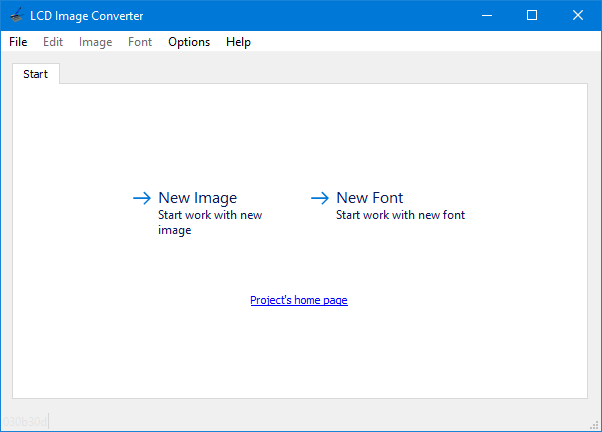 LCD Image Converter
File Edit Image Font Options Help
Start
New Image
Start work with new
image
New Font
Start work with new font
Project's home page
030b30d